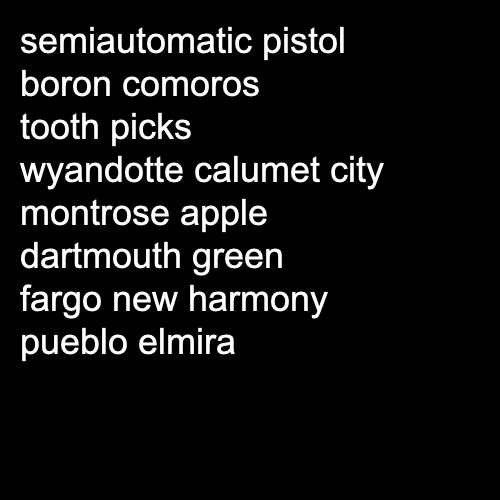 semiautomatic pistol
boron comoros
tooth picks
wyandotte calumet city
montrose apple
dartmouth green
fargo new harmony
pueblo elmira